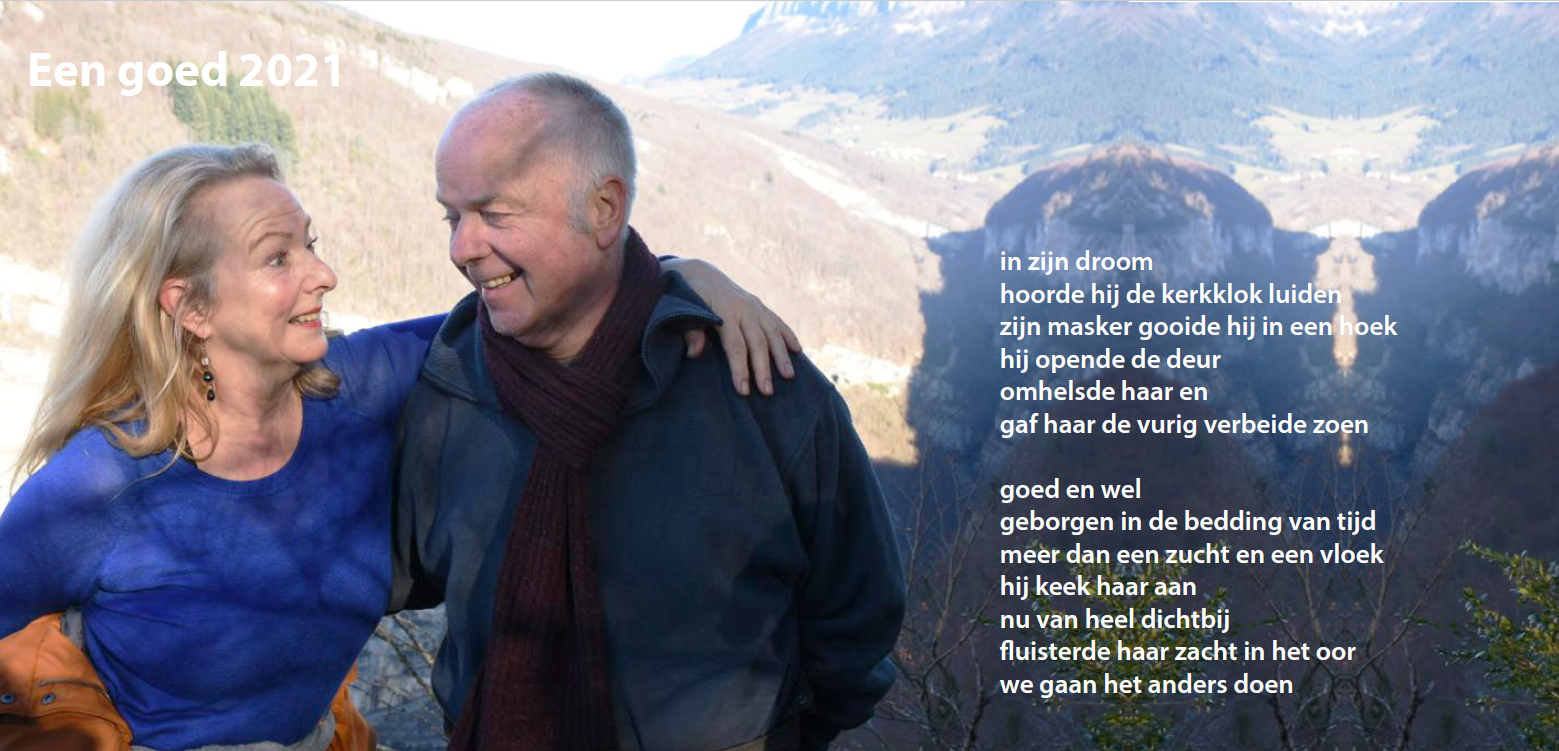 Een goed 2021
in zijn droom
hoorde hij de kerkklok luiden
zijn masker gooide hij in een hoek
hij opende de deur
omhelsde haar en
gaf haar de vurig verbeide zoen
goed en wel
geborgen in de bedding van tijd
meer dan een zucht en een vloek
hij keek haar aan
nu van heel dichtbij
fluisterde haar zacht in het oor
we gaan het anders doen